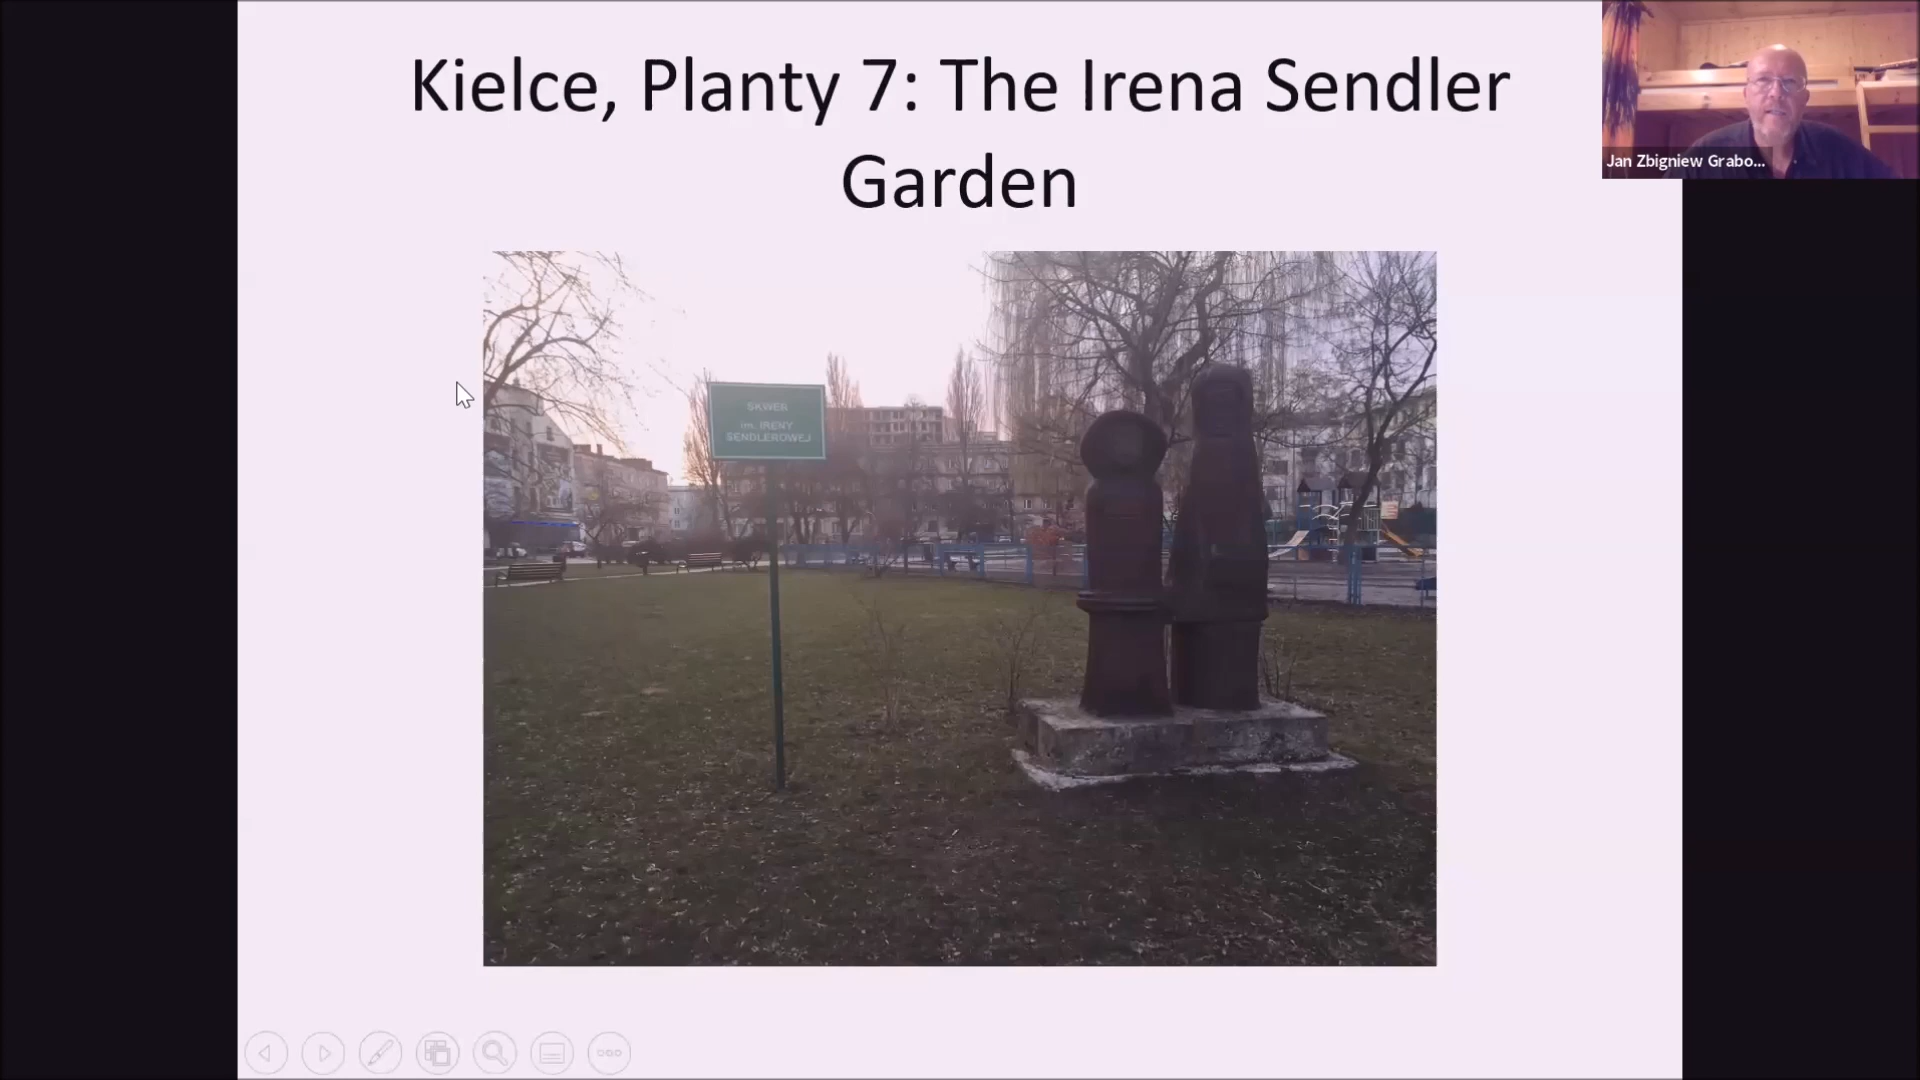 Kielce, Planty 7: The Irena Sendler
Garden
Jan Zbigniew Grabo...
SKWER
im. IRENY
SENDLEROWEJ